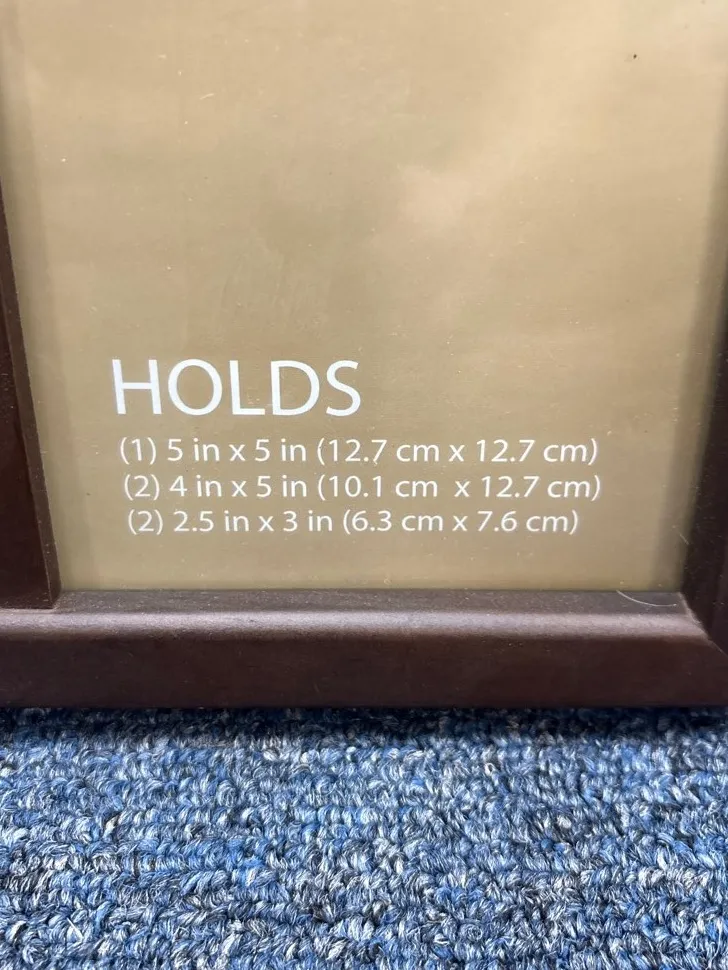 HOLDS
(1) 5 in x 5 in (12.7 cm x 12.7 cm)
(2) 4 in x 5 in (10.1 cm x 12.7 cm)
(2) 2.5 in x 3 in (6.3 cm x 7.6 cm)